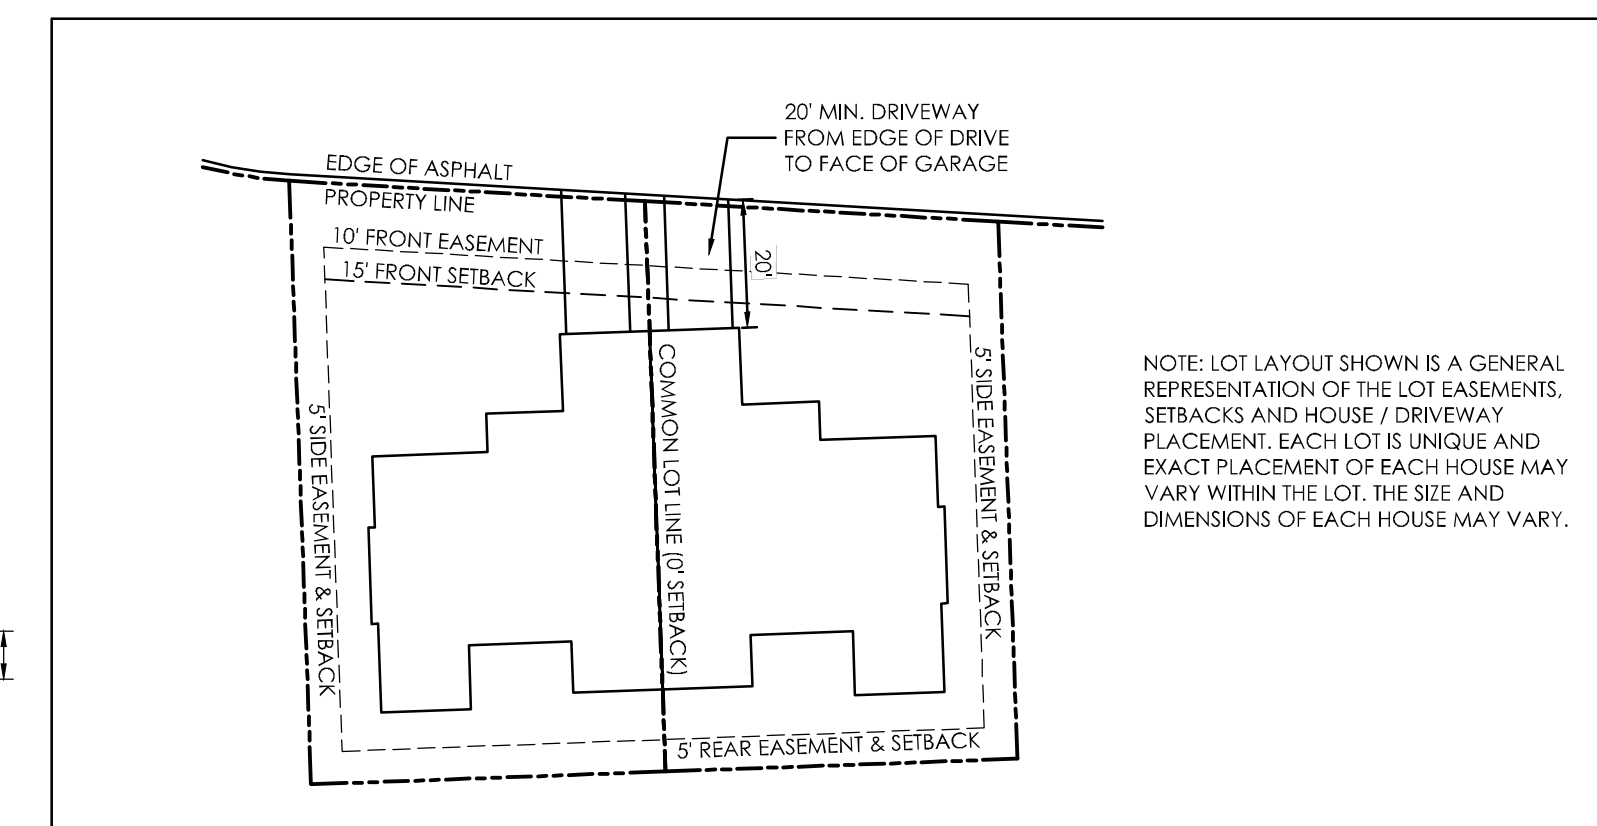 20' MIN. DRIVEWAY
FROM EDGE OF DRIVE
TO FACE OF GARAGE
EDGE OF ASPHALT
PROPERTY LINE
10' FRONT EASEMENT
15' FRONT SETBACK
20'
COMMON LOT LINE (0' SETBACK)
5' SIDE EASEMENT & SETBACK
5' SIDE EASEMENT & SETBACK
5' REAR EASEMENT & SETBACK
NOTE: LOT LAYOUT SHOWN IS A GENERAL
REPRESENTATION OF THE LOT EASEMENTS,
SETBACKS AND HOUSE / DRIVEWAY
PLACEMENT. EACH LOT IS UNIQUE AND
EXACT PLACEMENT OF EACH HOUSE MAY
VARY WITHIN THE LOT. THE SIZE AND
DIMENSIONS OF EACH HOUSE MAY VARY.